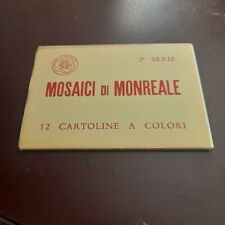 2ª SERIE
MOSAICI DI MONREALE
12 CARTOLINE A COLORI